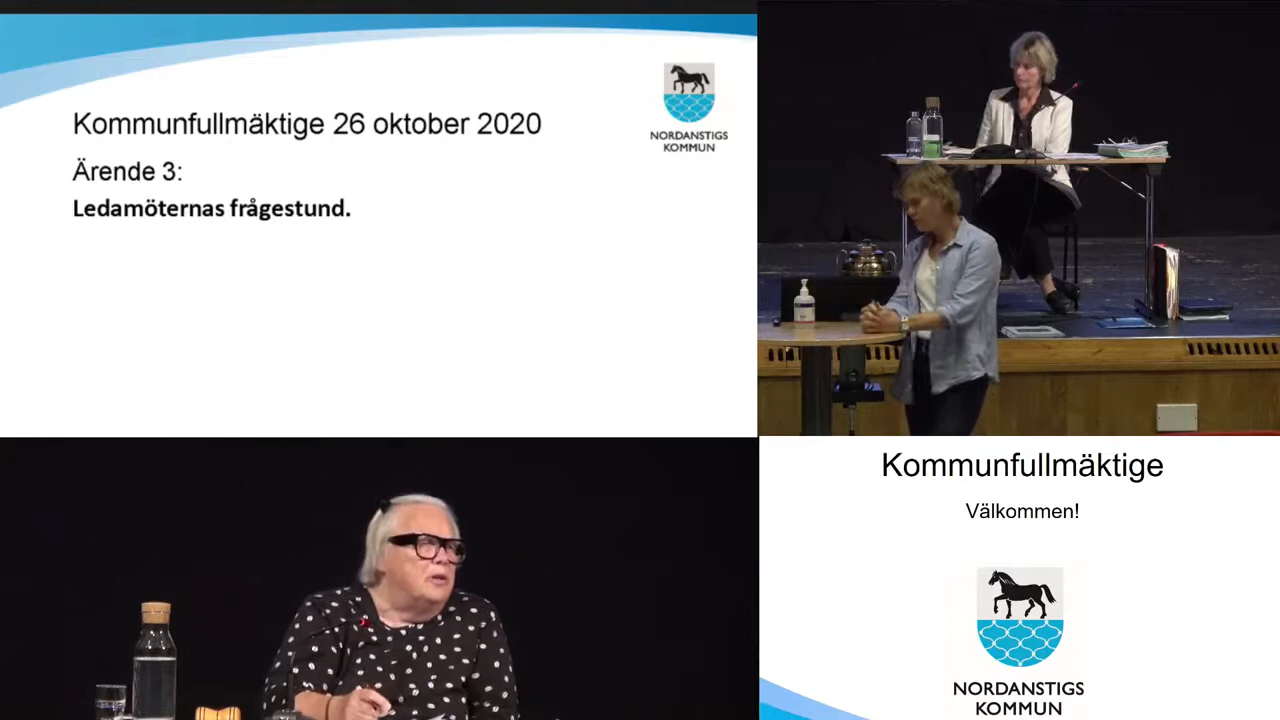 Kommunfullmäktige 26 oktober 2020
Ärende 3:
Ledamöternas frågestund.
NORDANSTIGS
KOMMUN
Kommunfullmäktige
Välkommen!
NORDANSTIGS
KOMMUN